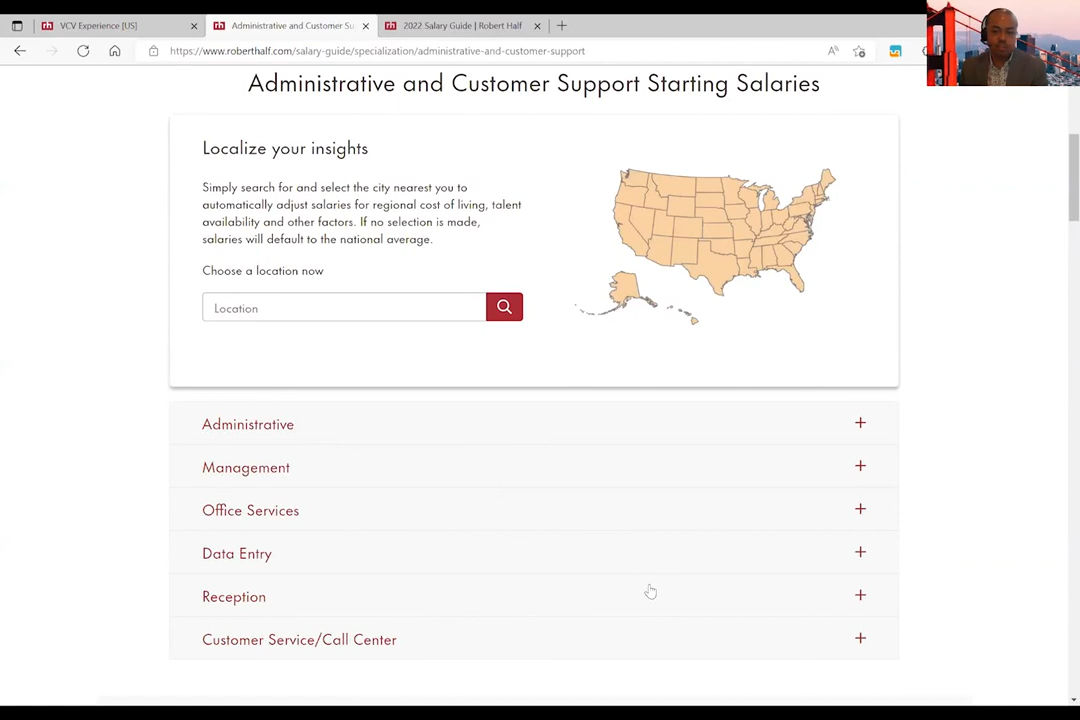 VCV Experience [US]
Administrative and Customer Su
2022 Salary Guide | Robert Half
https://www.roberthalf.com/salary-guide/specialization/administrative-and-customer-support
Administrative and Customer Support Starting Salaries
Localize your insights
Simply search for and select the city nearest you to
automatically adjust salaries for regional cost of living, talent
availability and other factors. If no selection is made,
salaries will default to the national average.
Choose a location now
Location
Administrative
Management
Office Services
Data Entry
Reception
Customer Service/Call Center